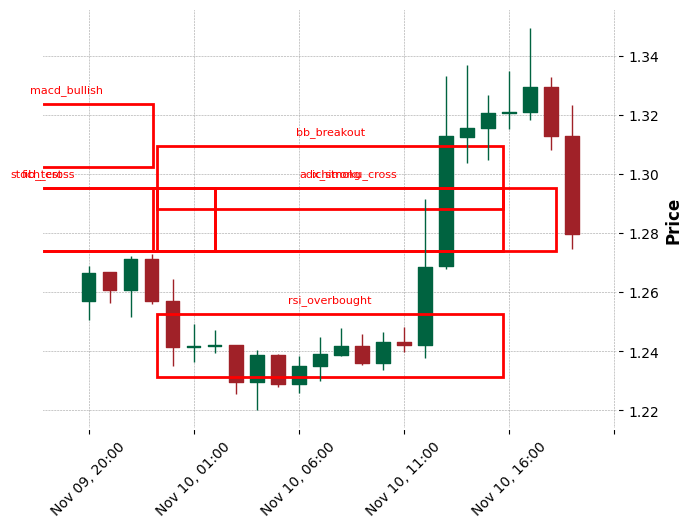 1.34
macd_bullish
1.32
bb_breakout
1.30
1.28
Price
1.26
rsi_overbought
1.24
1.22
Nov 09, 20:00
Nov 10, 01:00
Nov 10, 06:00
Nov 10, 11:00
Nov 10, 16:00